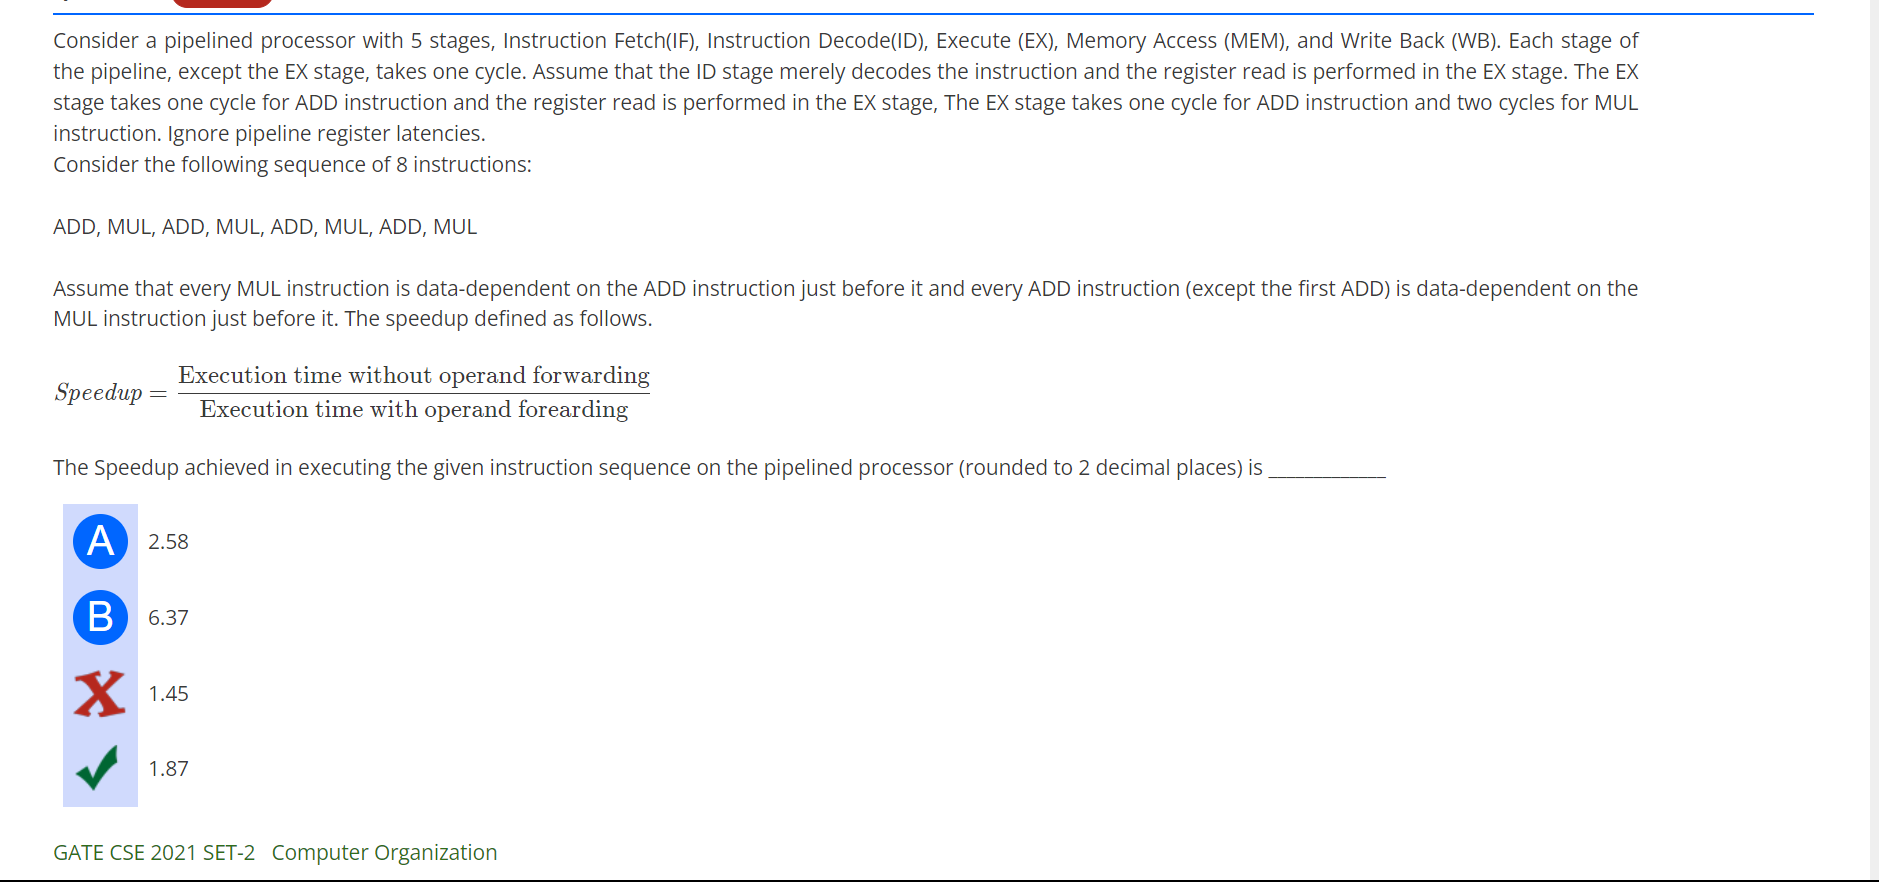 Consider a pipelined processor with 5 stages, Instruction Fetch(IF), Instruction Decode(ID), Execute (EX), Memory Access (MEM), and Write Back (WB). Each stage of
the pipeline, except the EX stage, takes one cycle. Assume that the ID stage merely decodes the instruction and the register read is performed in the EX stage. The EX
stage takes one cycle for ADD instruction and the register read is performed in the EX stage, The EX stage takes one cycle for ADD instruction and two cycles for MUL
instruction. Ignore pipeline register latencies.
Consider the following sequence of 8 instructions:
ADD, MUL, ADD, MUL, ADD, MUL, ADD, MUL
Assume that every MUL instruction is data-dependent on the ADD instruction just before it and every ADD instruction (except the first ADD) is data-dependent on the
MUL instruction just before it. The speedup defined as follows.
Speedup = Execution time without operand forwarding / Execution time with operand forearding
The Speedup achieved in executing the given instruction sequence on the pipelined processor (rounded to 2 decimal places) is ____________
A 2.58
B 6.37
X 1.45
✓ 1.87
GATE CSE 2021 SET-2 Computer Organization